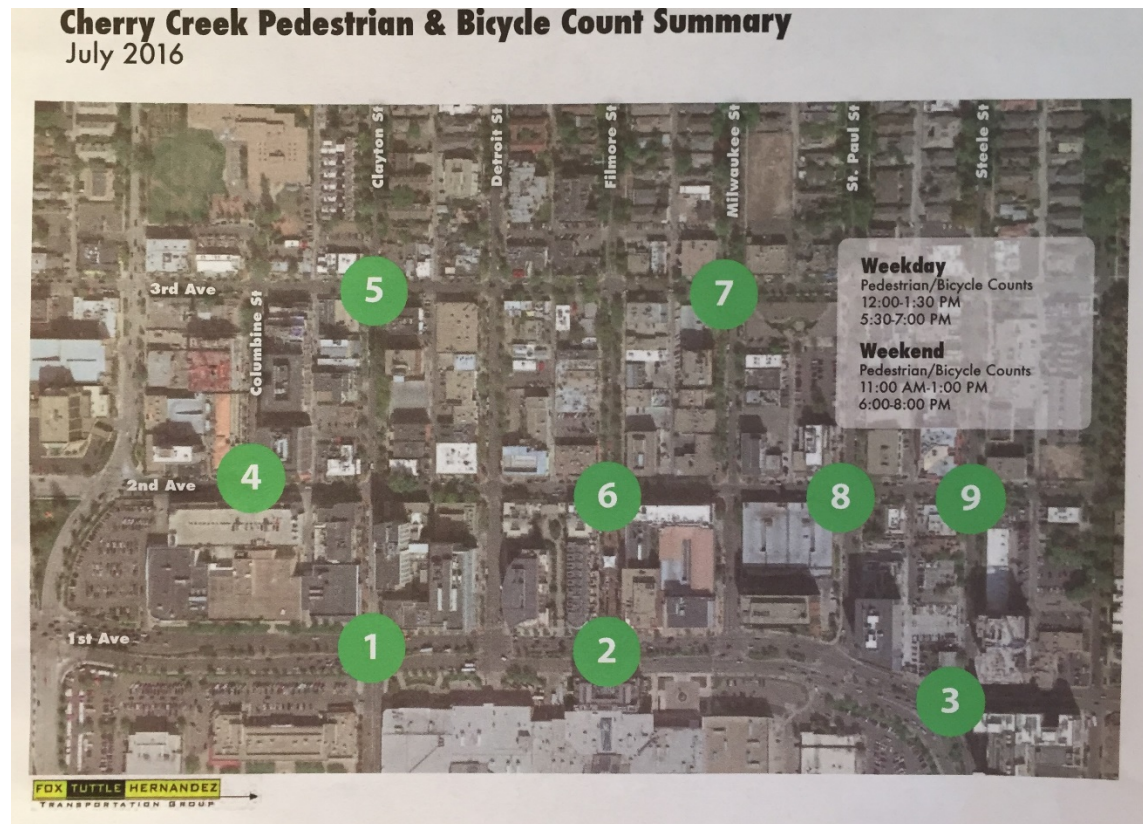 Cherry Creek Pedestrian & Bicycle Count Summary
July 2016
Clayton St
Detroit St
Filmore St
Milwaukee St
St. Paul St
Steele St
Weekday
Pedestrian/Bicycle Counts
12:00-1:30 PM
5:30-7:00 PM
Weekend
Pedestrian/Bicycle Counts
11:00 AM-1:00 PM
6:00-8:00 PM
3rd Ave
5
7
Columbine St
2nd Ave
4
6
8
9
1st Ave
1
2
3
FOX TUTTLE HERNANDEZ
TRANSPORTATION GROUP